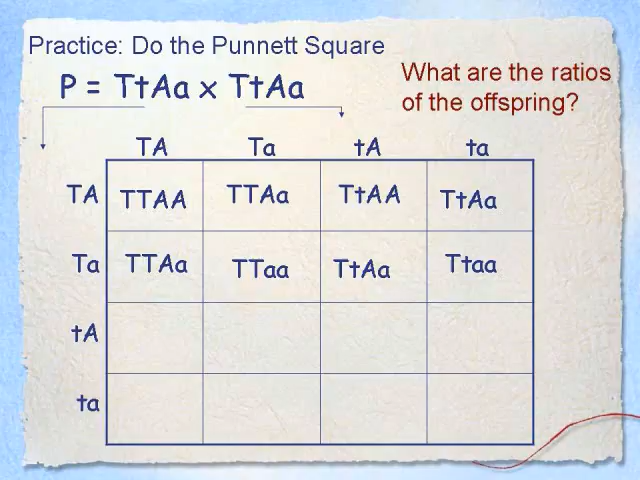 Practice: Do the Punnett Square
P = TtAa x TtAa
What are the ratios
of the offspring?
TA Ta tA ta
TA TTAA TTAa TtAA TtAa
Ta TTAa TTaa TtAa Ttaa
tA
ta